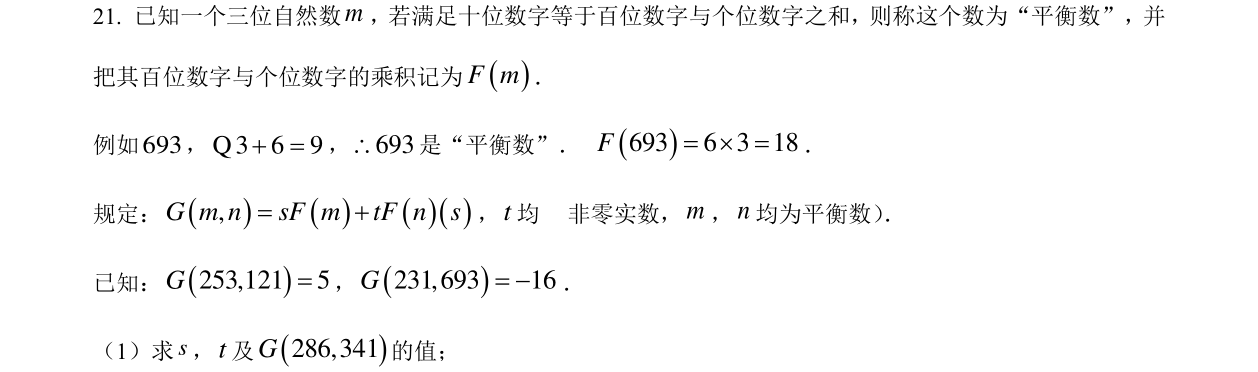 21. 已知一个三位自然数m，若满足十位数字等于百位数字与个位数字之和，则称这个数为“平衡数”，并
把其百位数字与个位数字的乘积记为F(m).
例如693，Q3+6=9，∴693是“平衡数”． F(693)=6×3=18．
规定：G(m,n)=sF(m)+tF(n)(s)，t均 非零实数，m，n均为平衡数)．
已知：G(253,121)=5，G(231,693)=−16．
（1）求s，t及G(286,341)的值；